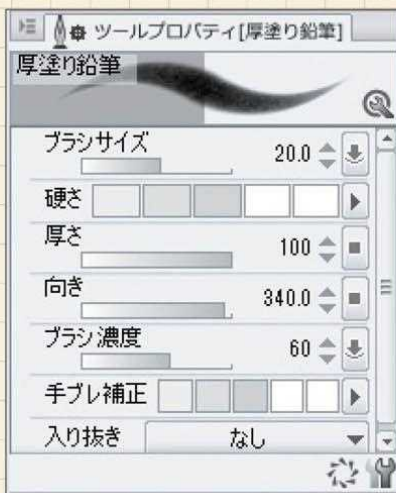 ツールプロパティ[厚塗り鉛筆]
厚塗り鉛筆
ブラシサイズ 20.0
硬さ
厚さ 100
向き 340.0
ブラシ濃度 60
手ブレ補正
入り抜き なし